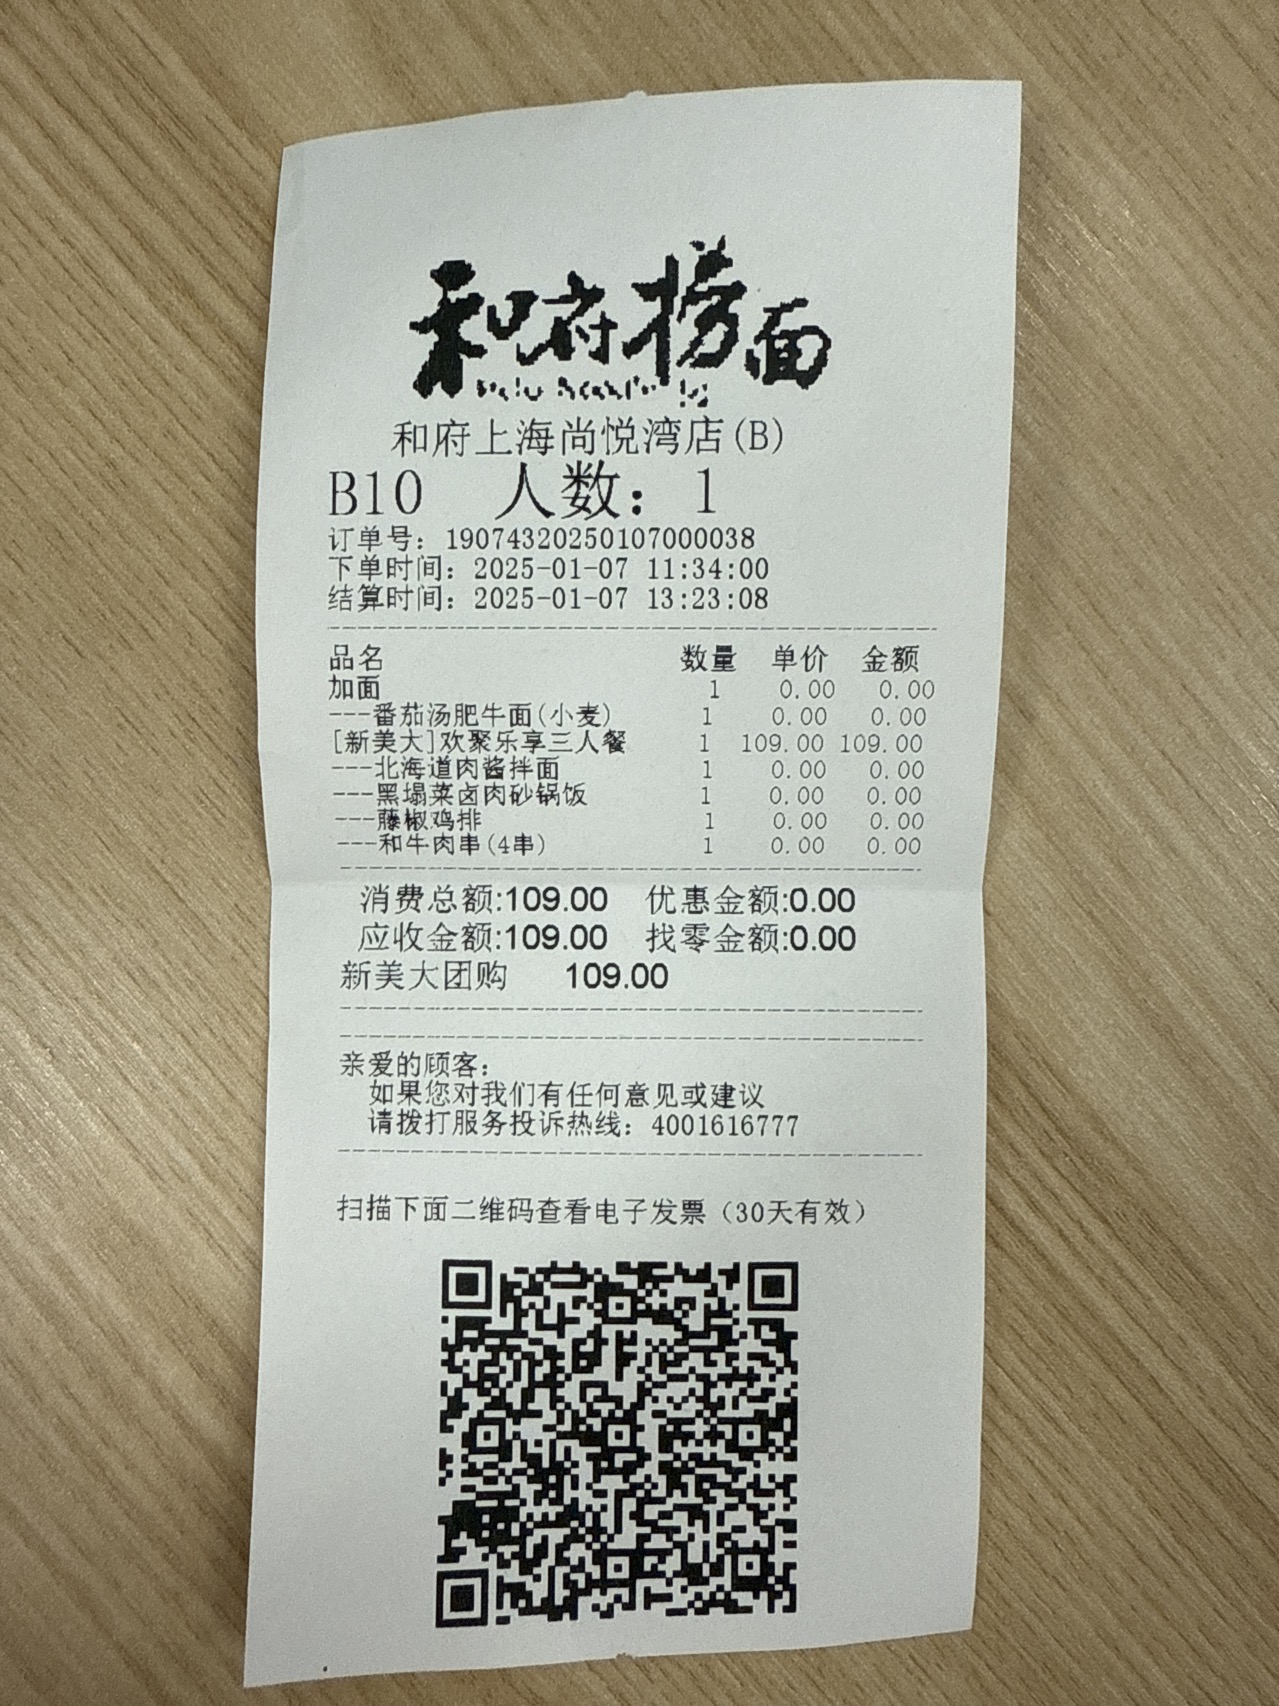 和府捞面
和府上海尚悦湾店(B)
B10 人数：1
订单号：19074320250107000038
下单时间：2025-01-07 11:34:00
结算时间：2025-01-07 13:23:08
品名 数量 单价 金额
加面 1 0.00 0.00
---番茄汤肥牛面(小麦) 1 0.00 0.00
[新美大]欢聚乐享三人餐 1 109.00 109.00
---北海道肉酱拌面 1 0.00 0.00
---黑塌菜卤肉砂锅饭 1 0.00 0.00
---藤椒鸡排 1 0.00 0.00
---和牛肉串(4串) 1 0.00 0.00
消费总额:109.00 优惠金额:0.00
应收金额:109.00 找零金额:0.00
新美大团购 109.00
亲爱的顾客：
如果您对我们有任何意见或建议
请拨打服务投诉热线：4001616777
扫描下面二维码查看电子发票（30天有效）